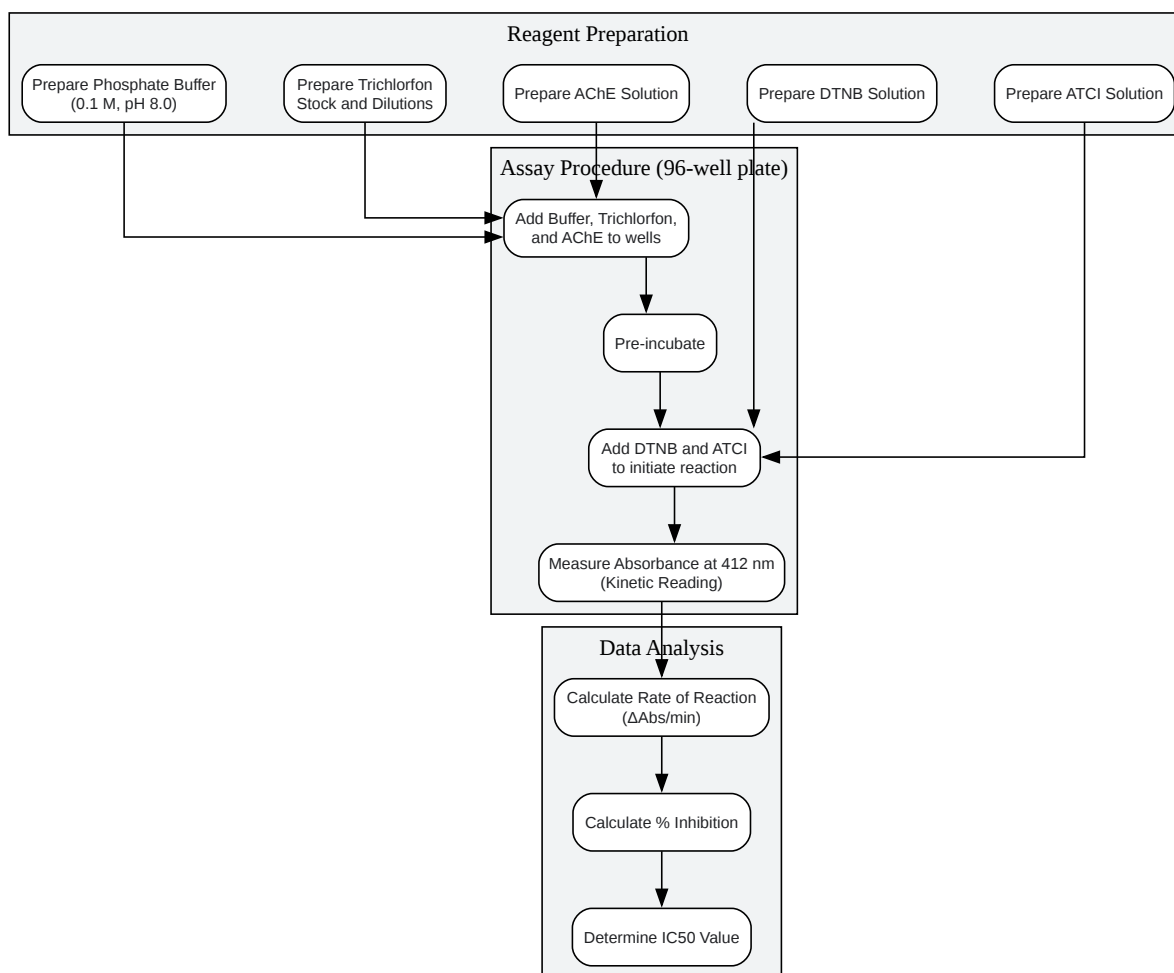 Reagent Preparation
Prepare Phosphate Buffer
(0.1 M, pH 8.0)
Prepare Trichlorfon
Stock and Dilutions
Prepare AChE Solution
Prepare DTNB Solution
Prepare ATCI Solution
Assay Procedure (96-well plate)
Add Buffer, Trichlorfon,
and AChE to wells
Pre-incubate
Add DTNB and ATCI
to initiate reaction
Measure Absorbance at 412 nm
(Kinetic Reading)
Data Analysis
Calculate Rate of Reaction
(ΔAbs/min)
Calculate % Inhibition
Determine IC50 Value